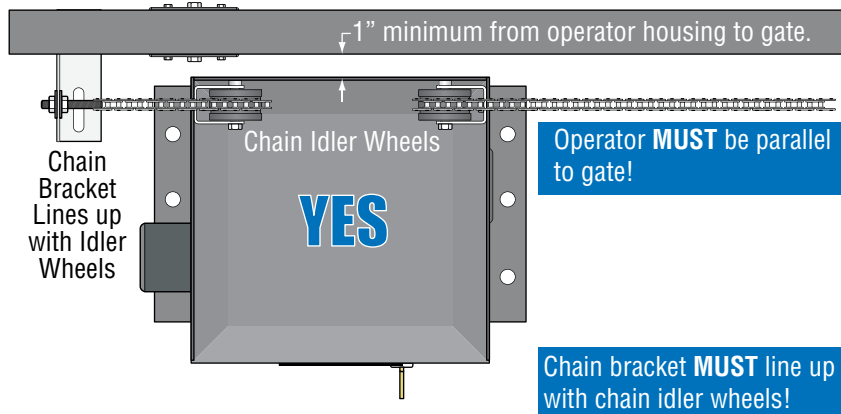 1” minimum from operator housing to gate.
Chain Idler Wheels
Chain
Bracket
Lines up
with Idler
Wheels
YES
Operator MUST be parallel
to gate!
Chain bracket MUST line up
with chain idler wheels!